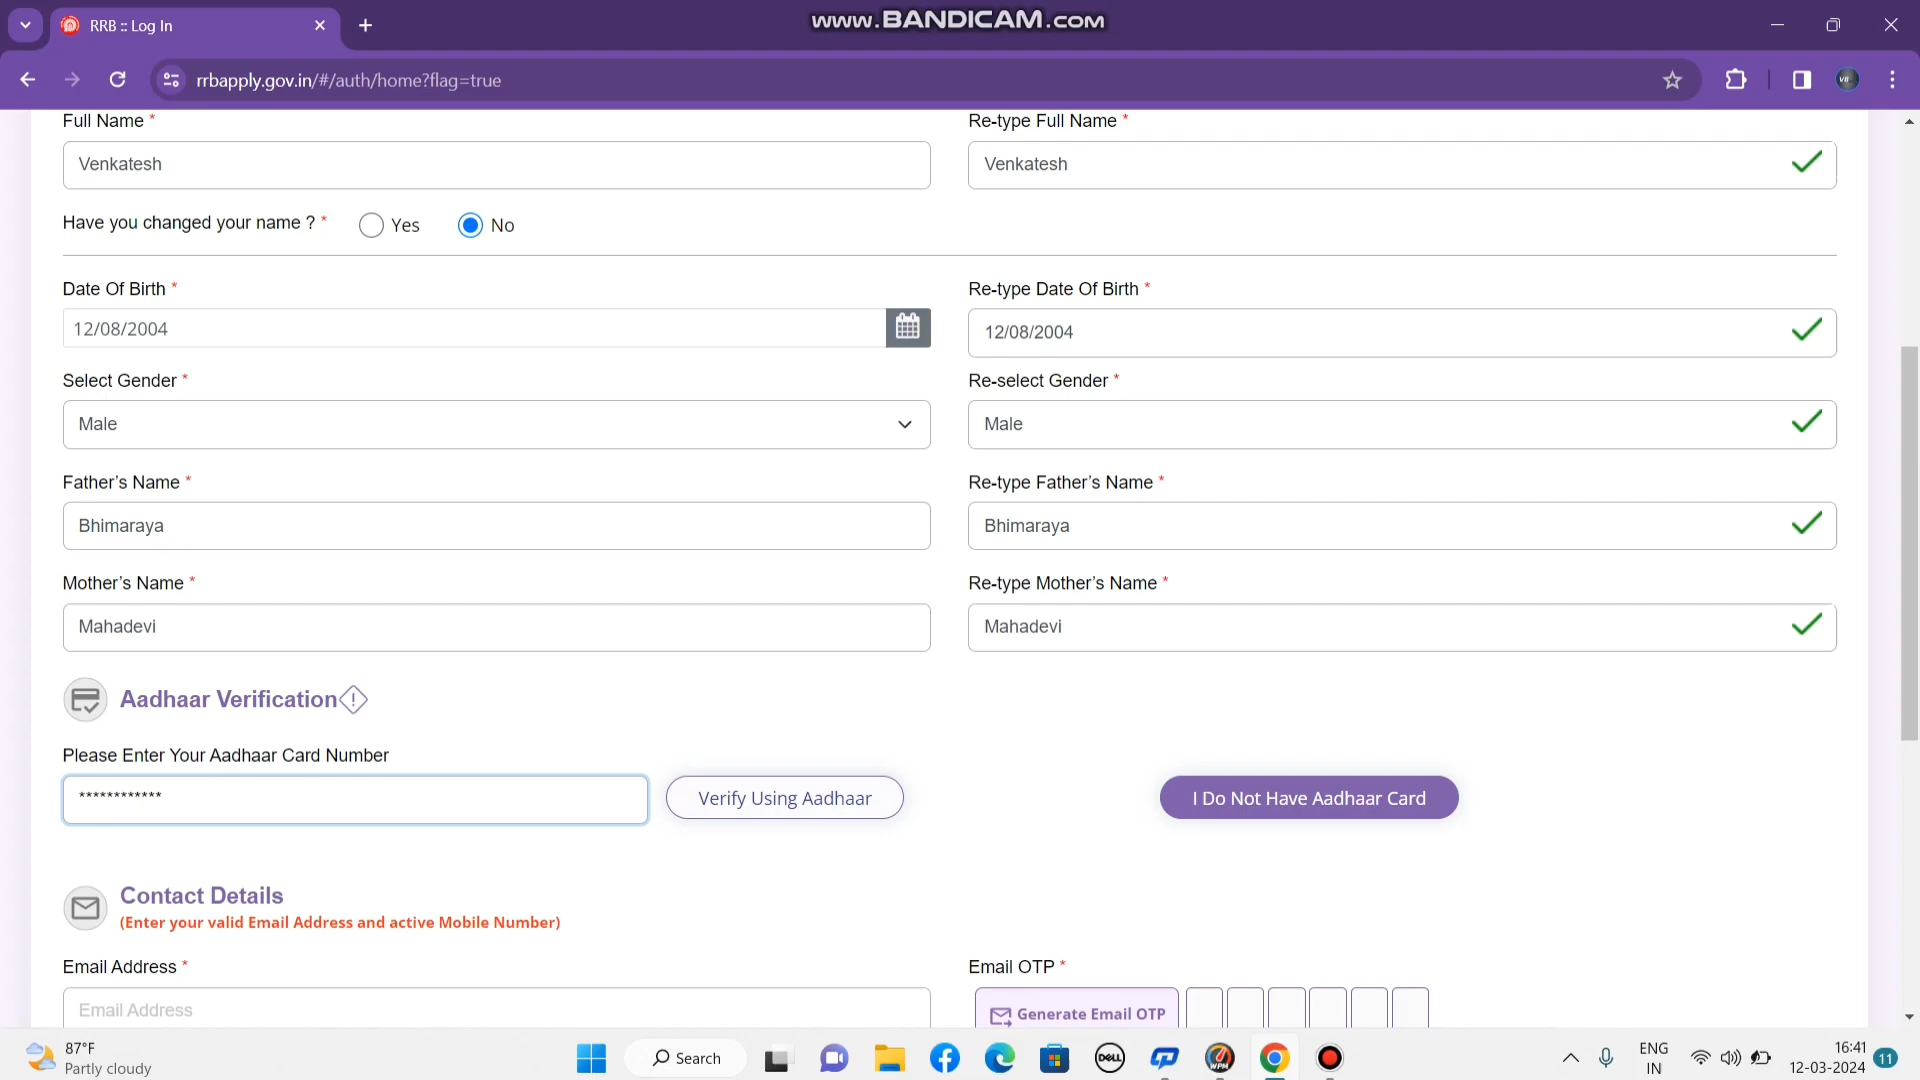 RRB :: Log In
www.BANDICAM.com
rrbapply.gov.in/#/auth/home?flag=true
Full Name *
Re-type Full Name *
Venkatesh
Venkatesh
Have you changed your name ? *
Yes
No
Date Of Birth *
Re-type Date Of Birth *
12/08/2004
12/08/2004
Select Gender *
Re-select Gender *
Male
Male
Father’s Name *
Re-type Father’s Name *
Bhimaraya
Bhimaraya
Mother’s Name *
Re-type Mother’s Name *
Mahadevi
Mahadevi
Aadhaar Verification
Please Enter Your Aadhaar Card Number
************
Verify Using Aadhaar
I Do Not Have Aadhaar Card
Contact Details
(Enter your valid Email Address and active Mobile Number)
Email Address *
Email OTP *
Email Address
Generate Email OTP
87°F
Partly cloudy
Search
DELL
WPM
ENG
IN
16:41
12-03-2024
11